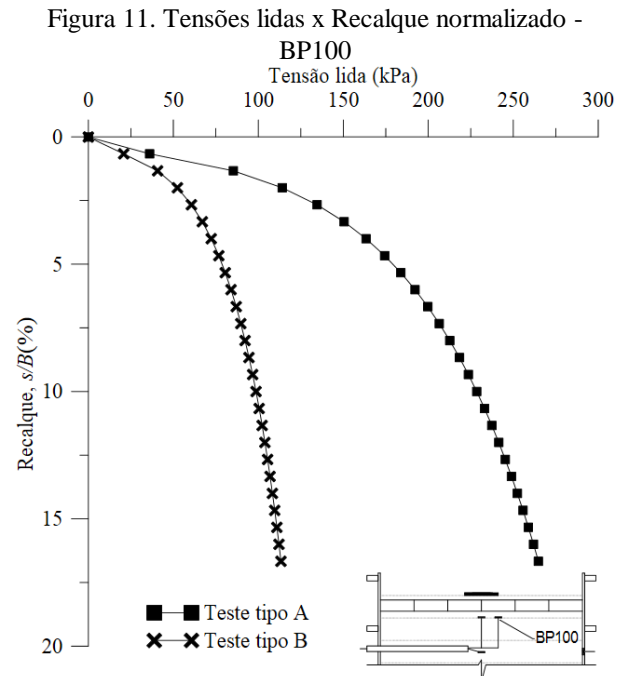 Figura 11. Tensões lidas x Recalque normalizado -
BP100
Tensão lida (kPa)
0 50 100 150 200 250 300
0
5
10
15
20
Recalque, s/B(%)
Teste tipo A
Teste tipo B
BP100